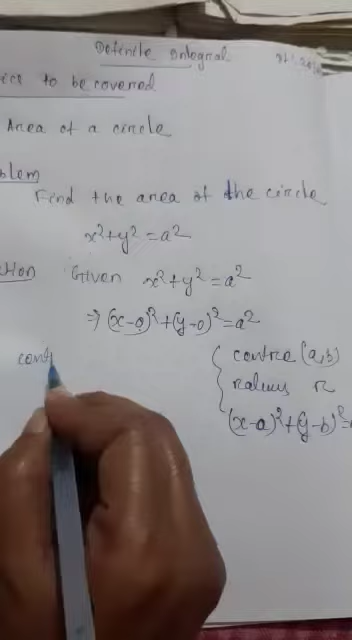 Definite Integral
to be covered
Area of a circle
blem
Find the area of the circle
x²+y²=a²
Given x²+y²=a²
⇒ (x-0)²+(y-0)²=a²
centre (a,b)
radius r
(x-a)²+(y-b)²=